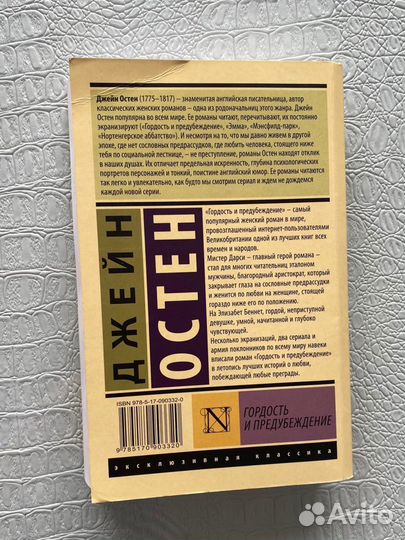 Джейн Остен (1775–1817) – знаменитая английская писательница, автор
классических женских романов – одна из родоначальниц этого жанра. Джейн
Остен популярна во всем мире. Ее романы читают, перечитывают, их постоянно
экранизируют («Гордость и предубеждение», «Эмма», «Мэнсфилд-парк»,
«Нортенгерское аббатство»). И несмотря на то, что мы давно живем в другой
эпохе, где нет сословных предрассудков, где любить человека, стоящего ниже
тебя по социальной лестнице, – не преступление, романы Остен находят отклик
в наших душах. Их отличает предельная искренность, глубина психологических
портретов персонажей и тонкий, поистине английский юмор. Ее романы читаются
так легко и увлекательно, как будто мы смотрим сериал и ждем не дождемся
каждой новой серии.
ДЖЕЙН
ОСТЕН
«Гордость и предубеждение» – самый
популярный женский роман в мире,
провозглашенный интернет-пользователями
Великобритании одной из лучших книг всех
времен и народов.
Мистер Дарси – главный герой романа –
стал для многих читательниц эталоном
мужчины, благородный аристократ, который
закрывает глаза на сословные предрассудки
и женится по любви на женщине, стоящей
гораздо ниже его по положению.
На Элизабет Беннет, гордой, неприступной
девушке, умной, начитанной и глубоко
чувствующей.
Несколько экранизаций, два сериала и
армия поклонников по всему миру навеки
вписали роман «Гордость и предубеждение»
в летопись лучших историй о любви,
побеждающей любые преграды.
ISBN 978-5-17-090332-0
9 785170 903320
N
ГОРДОСТЬ
И ПРЕДУБЕЖДЕНИЕ
эксклюзивная классика
Avito